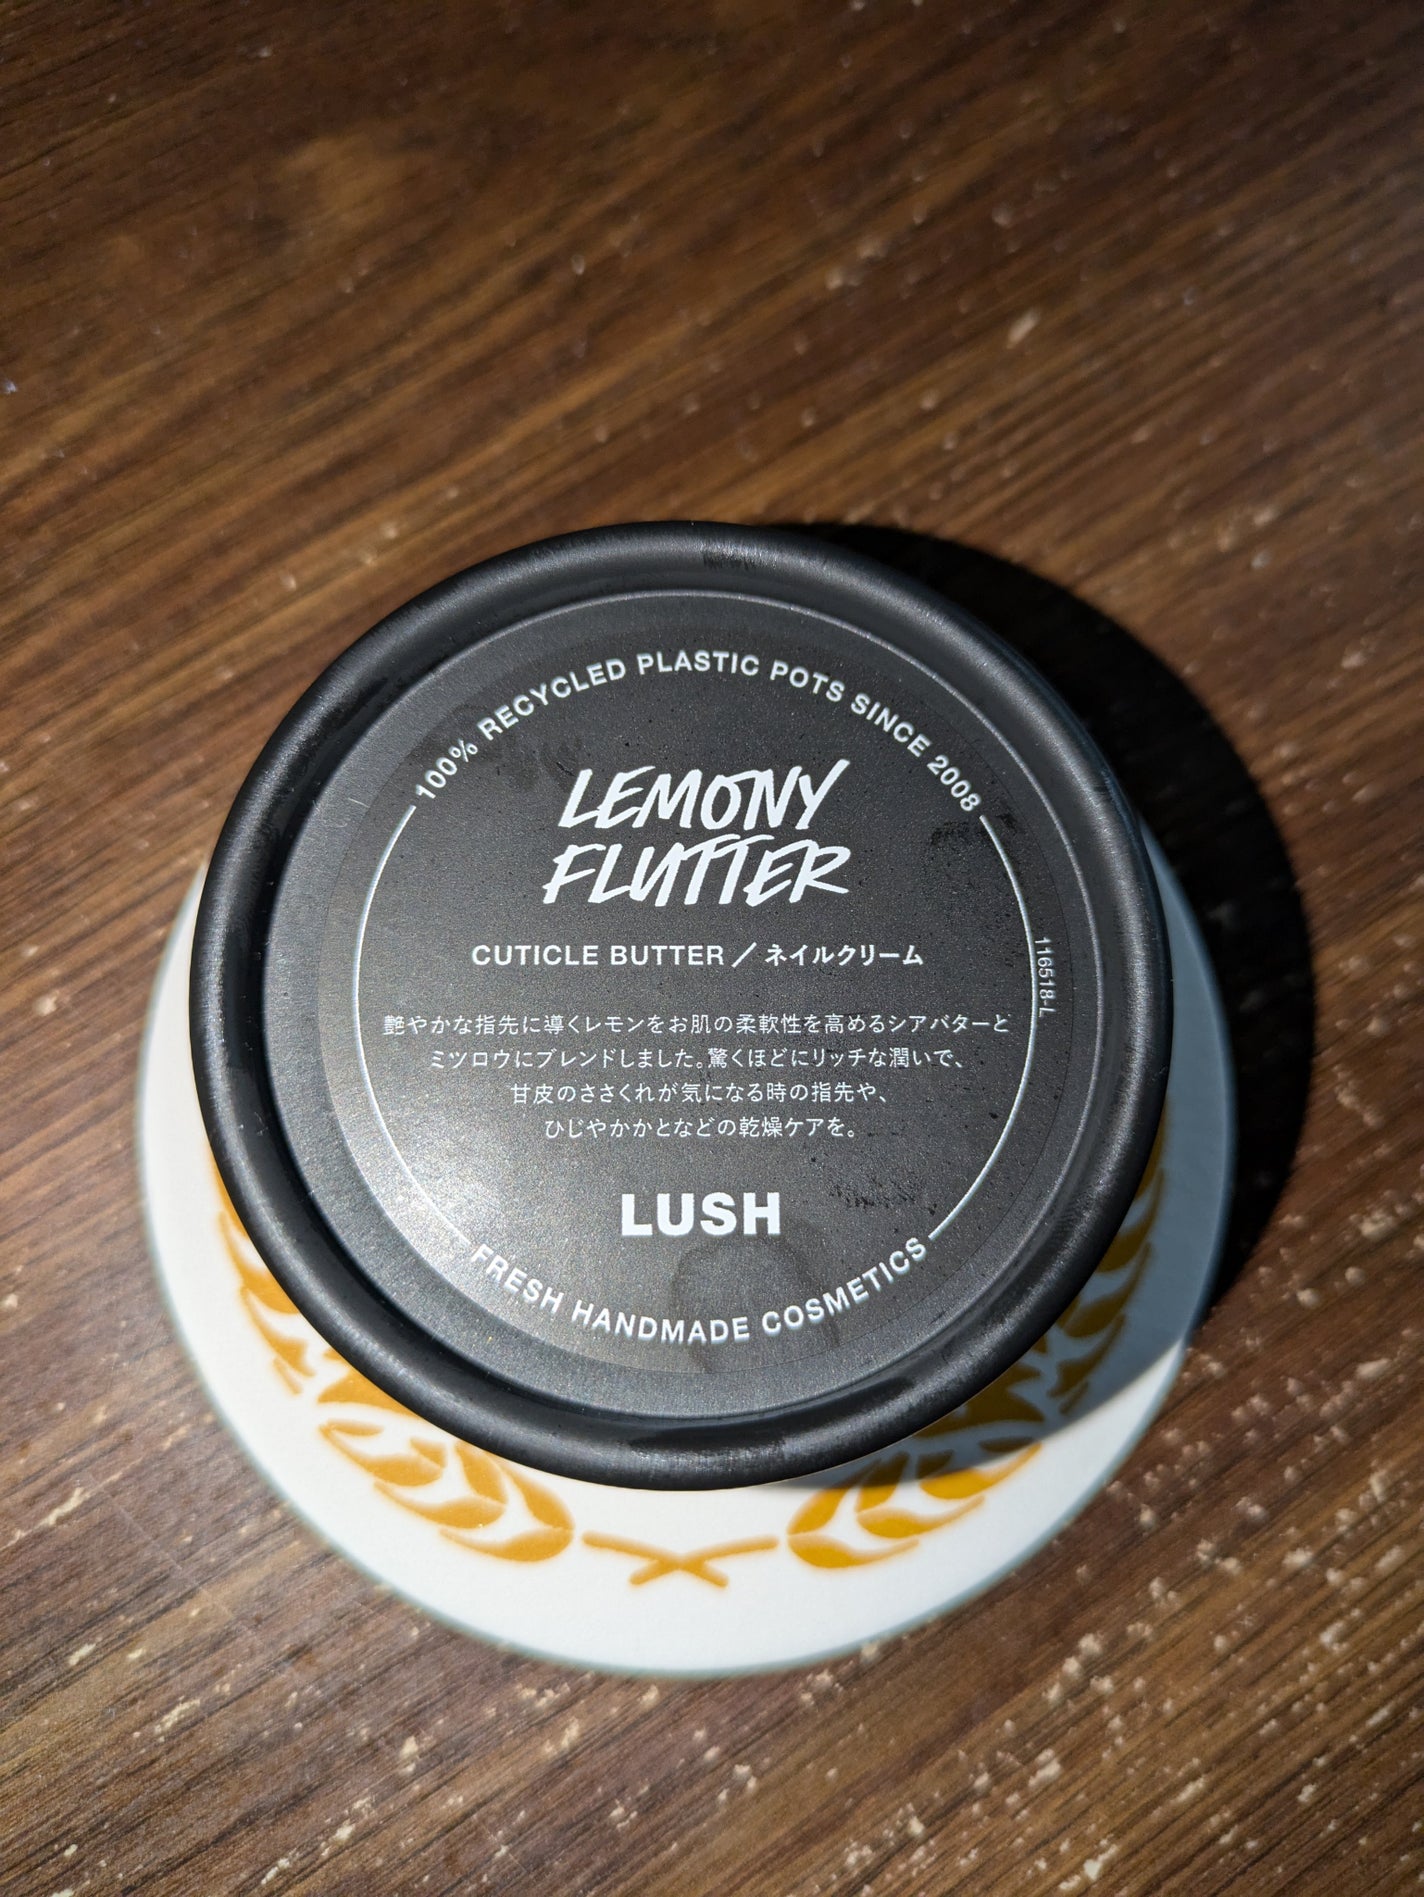 100% RECYCLED PLASTIC POTS SINCE 2008
LEMONY
FLUTTER
CUTICLE BUTTER／ネイルクリーム
艶やかな指先に導くレモンをお肌の柔軟性を高めるシアバターと
ミツロウにブレンドしました。驚くほどにリッチな潤いで、
甘皮のささくれが気になる時の指先や、
ひじやかかとなどの乾燥ケアを。
LUSH
FRESH HANDMADE COSMETICS
116518-L